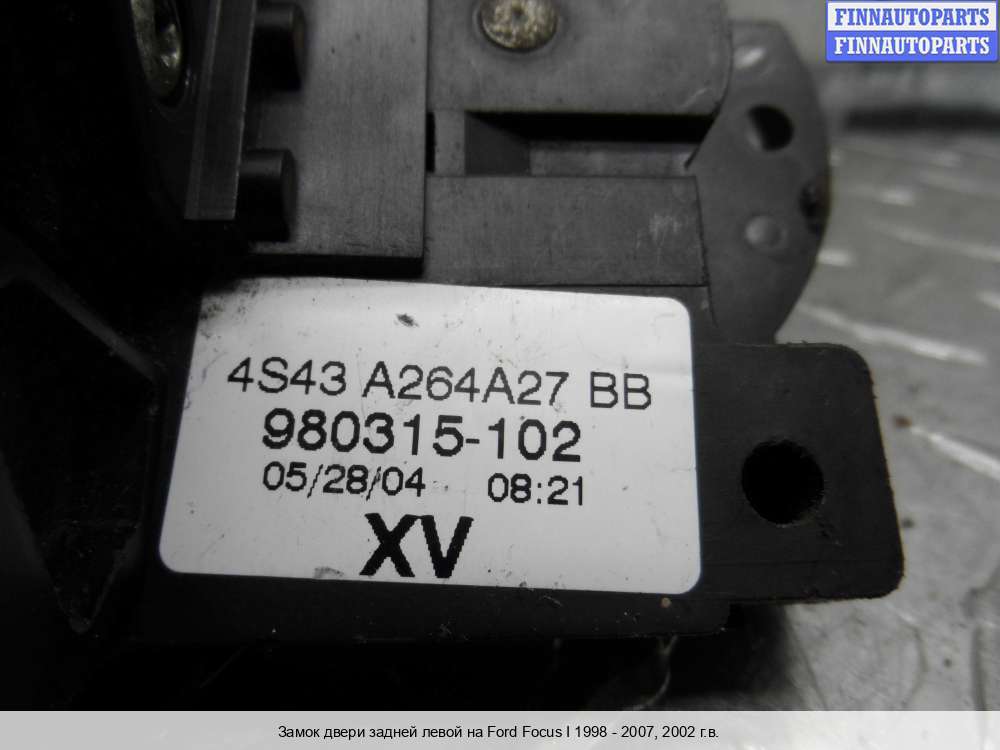 FINNAUTOPARTS
FINNAUTOPARTS
4S43 A264A27 BB
980315-102
05/28/04 08:21
XV
Замок двери задней левой на Ford Focus I 1998 - 2007, 2002 г.в.